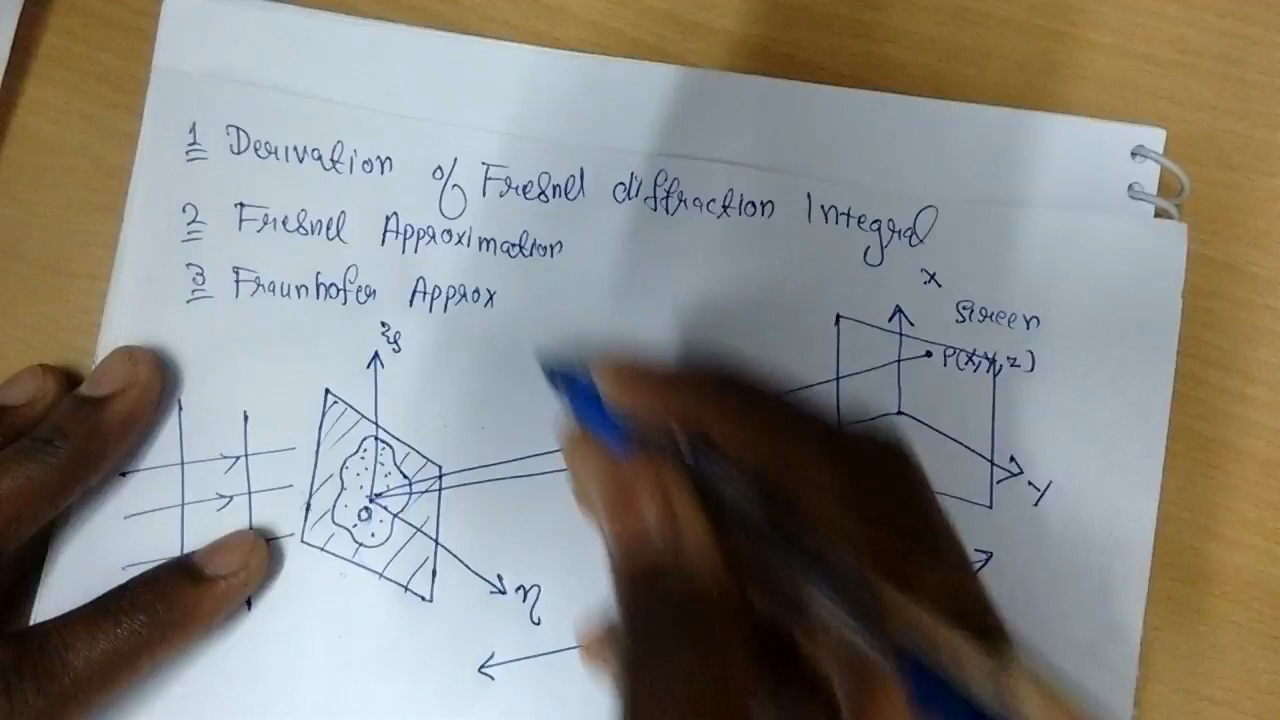 1 Derivation of Fresnel diffraction Integral
2 Fresnel Approximation
3 Fraunhofer Approx
x
Screen
P(x,y,z)
ξ
y
O
η